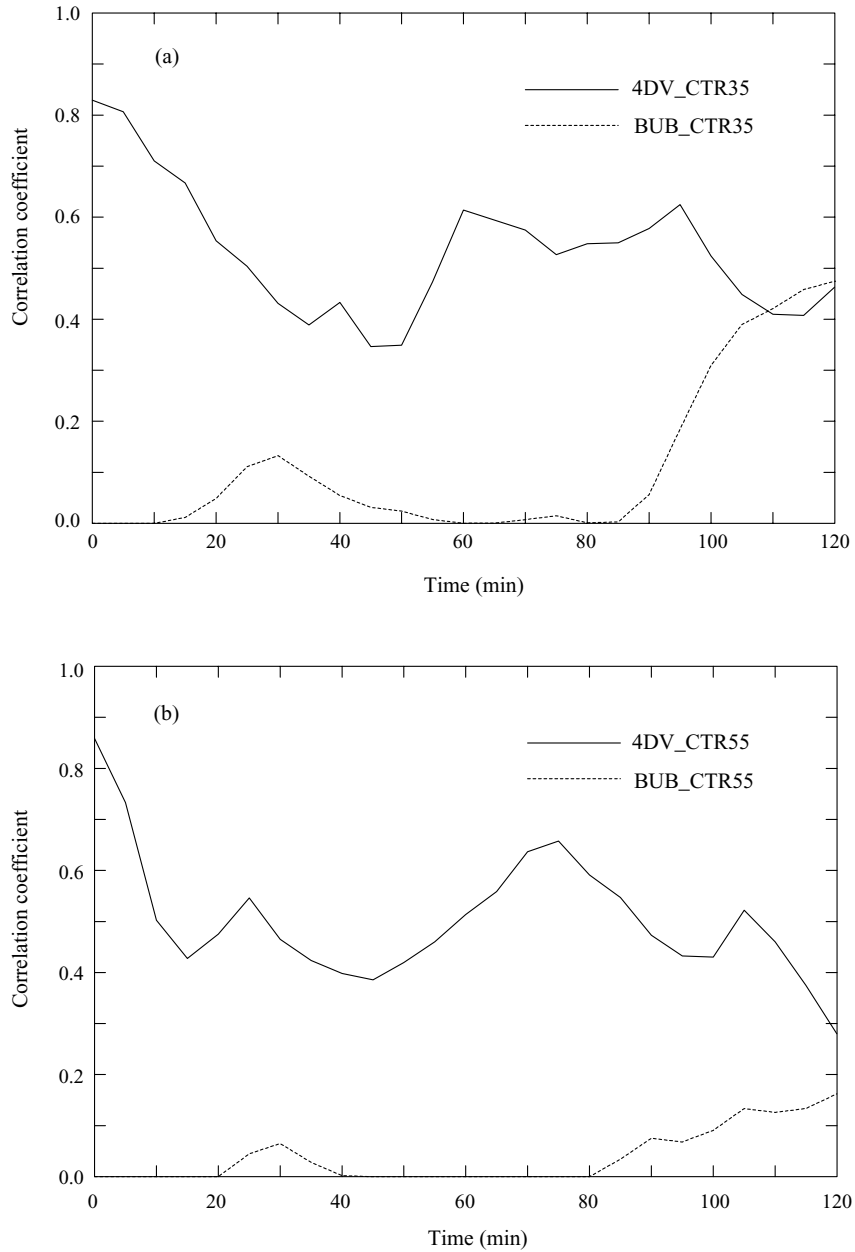 1.0
(a)
4DV_CTR35
0.8
BUB_CTR35
0.6
Correlation coefficient
0.4
0.2
0.0
0 20 40 60 80 100 120
Time (min)
1.0
(b)
4DV_CTR55
0.8
BUB_CTR55
0.6
Correlation coefficient
0.4
0.2
0.0
0 20 40 60 80 100 120
Time (min)